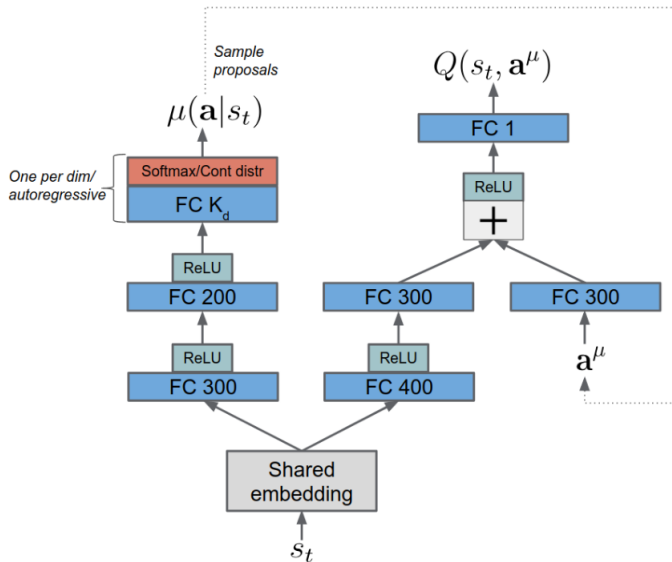 Sample
proposals
μ(a|s_t)
Q(s_t, a^μ)
FC 1
One per dim/
autoregressive
Softmax/Cont distr
FC K_d
ReLU
+
ReLU
FC 200
FC 300
FC 300
ReLU
ReLU
a^μ
FC 300
FC 400
Shared
embedding
s_t